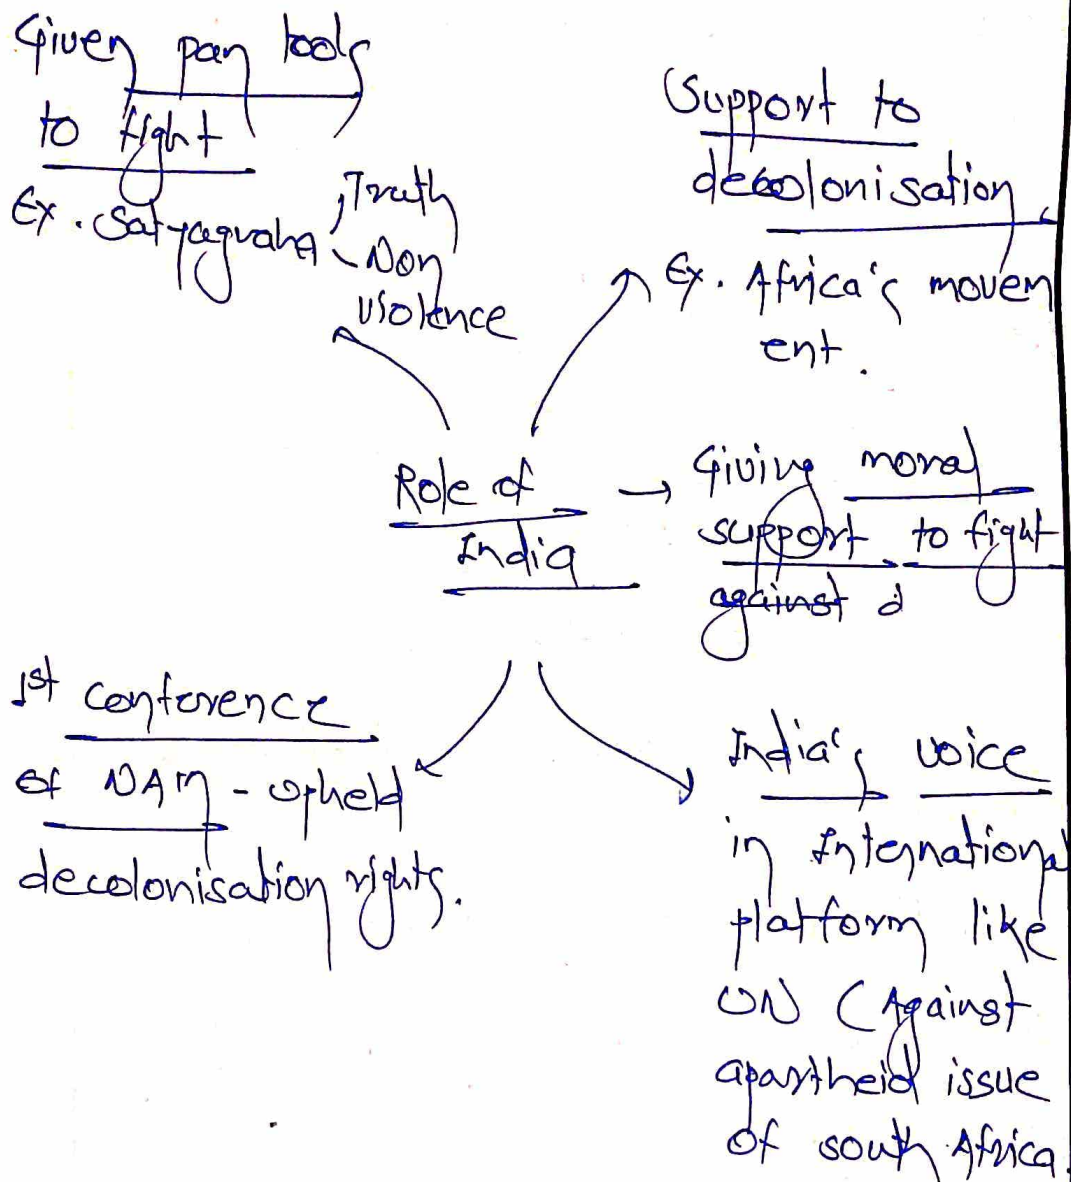 Given pan tools
to fight
Ex. Satyagraha
Truth
Non
Violence
Support to
decolonisation
Ex. Africa's movem
ent.
Role of
India
→ Giving moral
support to fight
against d
1st conference
of NAM - upheld
decolonisation rights.
India's voice
in International
platform like
UN (Against
apartheid issue
of south Africa.